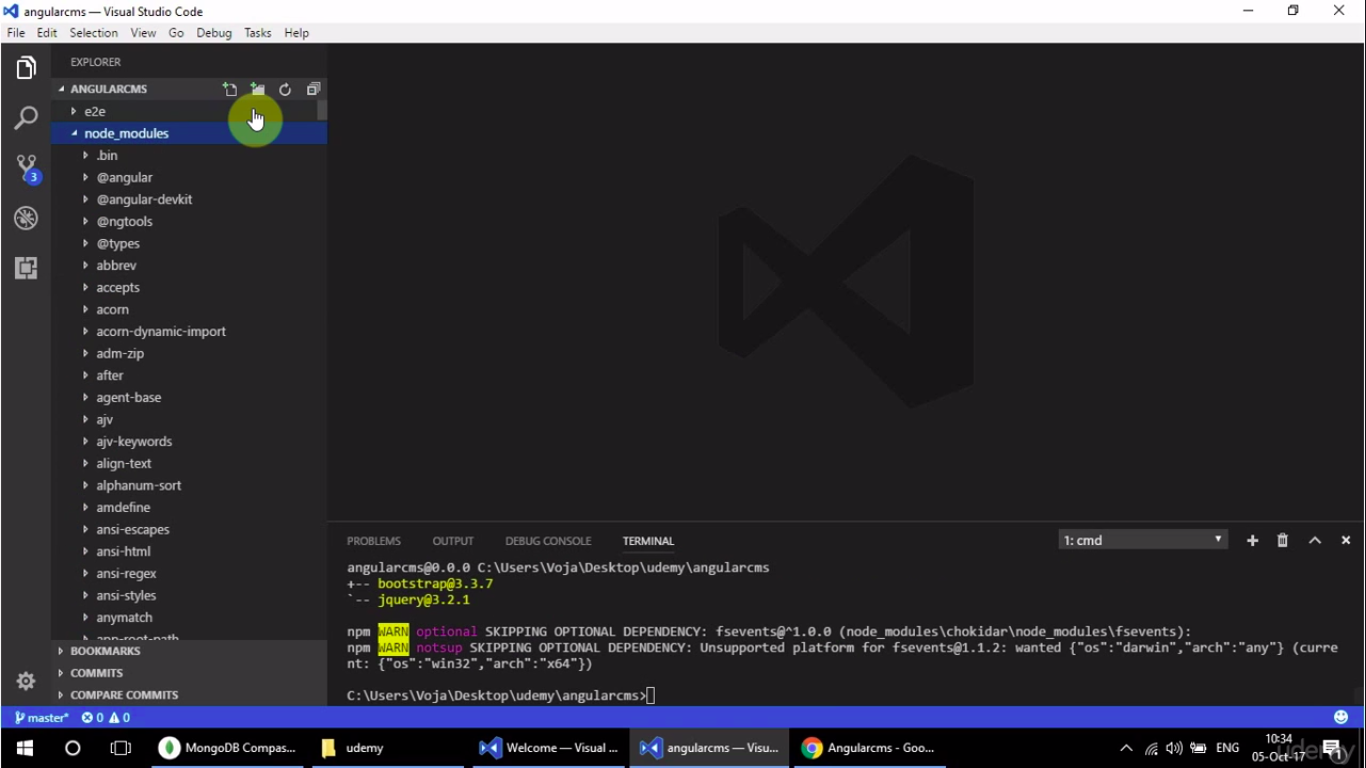 angularcms — Visual Studio Code
File Edit Selection View Go Debug Tasks Help
EXPLORER
ANGULARCMS
e2e
node_modules
.bin
@angular
@angular-devkit
@ngtools
@types
abbrev
accepts
acorn
acorn-dynamic-import
adm-zip
after
agent-base
ajv
ajv-keywords
align-text
alphanum-sort
amdefine
ansi-escapes
ansi-html
ansi-regex
ansi-styles
anymatch
app-root-path
BOOKMARKS
COMMITS
COMPARE COMMITS
3
PROBLEMS OUTPUT DEBUG CONSOLE TERMINAL
1: cmd
angularcms@0.0.0 C:\Users\Voja\Desktop\udemy\angularcms
+-- bootstrap@3.3.7
`-- jquery@3.2.1
npm WARN optional SKIPPING OPTIONAL DEPENDENCY: fsevents@^1.0.0 (node_modules\chokidar\node_modules\fsevents):
npm WARN notsup SKIPPING OPTIONAL DEPENDENCY: Unsupported platform for fsevents@1.1.2: wanted {"os":"darwin","arch":"any"} (curre
nt: {"os":"win32","arch":"x64"})
C:\Users\Voja\Desktop\udemy\angularcms>
master* 0 0
MongoDB Compas...
udemy
Welcome — Visual ...
angularcms — Visu...
Angularcms - Goo...
ENG
10:34
05-Oct-17
1
udemy